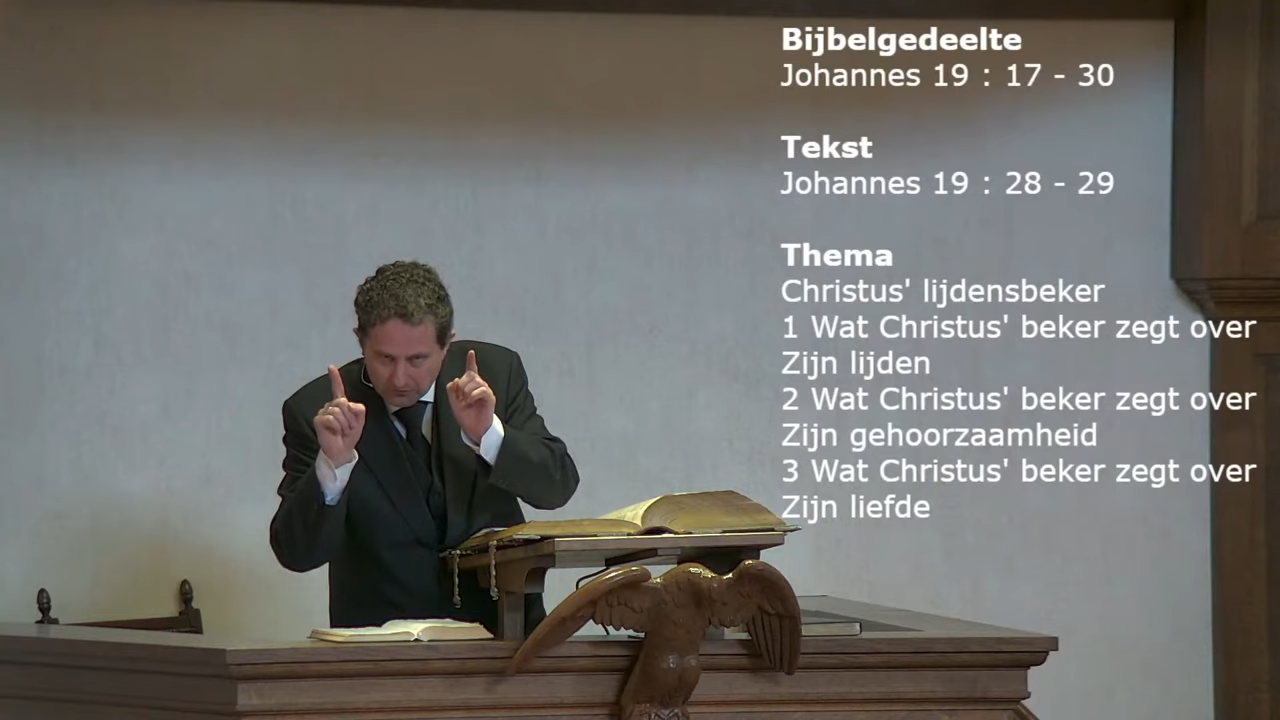 Bijbelgedeelte
Johannes 19 : 17 - 30
Tekst
Johannes 19 : 28 - 29
Thema
Christus' lijdensbeker
1 Wat Christus' beker zegt over
Zijn lijden
2 Wat Christus' beker zegt over
Zijn gehoorzaamheid
3 Wat Christus' beker zegt over
Zijn liefde